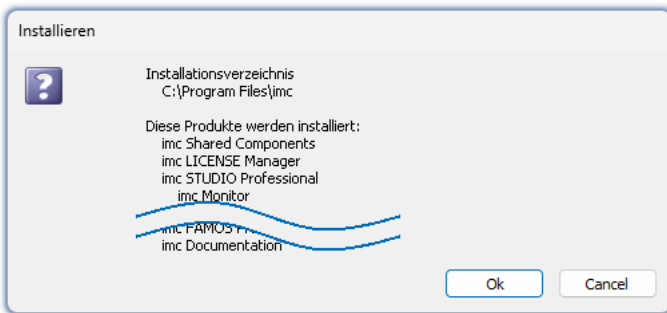 Installieren
Installationsverzeichnis
C:\Program Files\imc
Diese Produkte werden installiert:
imc Shared Components
imc LICENSE Manager
imc STUDIO Professional
imc Monitor
imc FAMOS
imc Documentation
Ok
Cancel